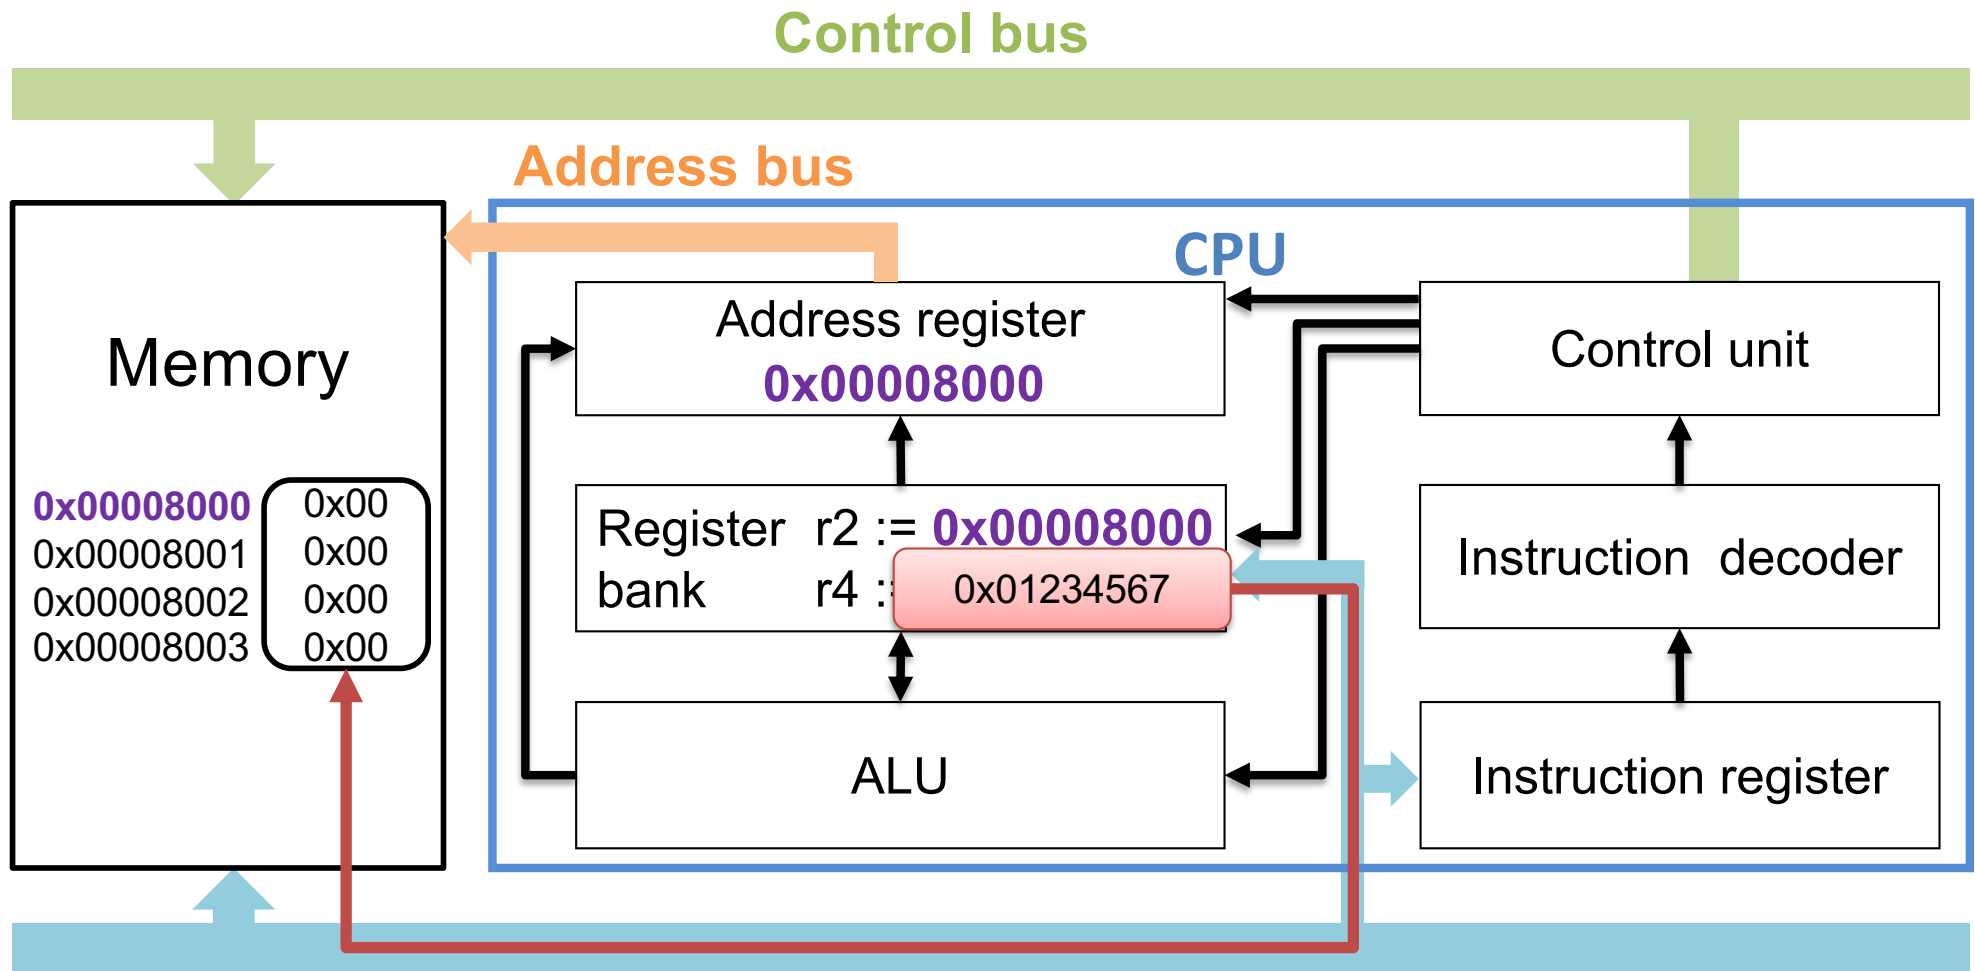 Control bus
Address bus
CPU
Memory
Address register
0x00008000
Control unit
0x00008000 0x00
0x00008001 0x00
0x00008002 0x00
0x00008003 0x00
Register r2 := 0x00008000
bank r4 : 0x01234567
Instruction decoder
ALU
Instruction register